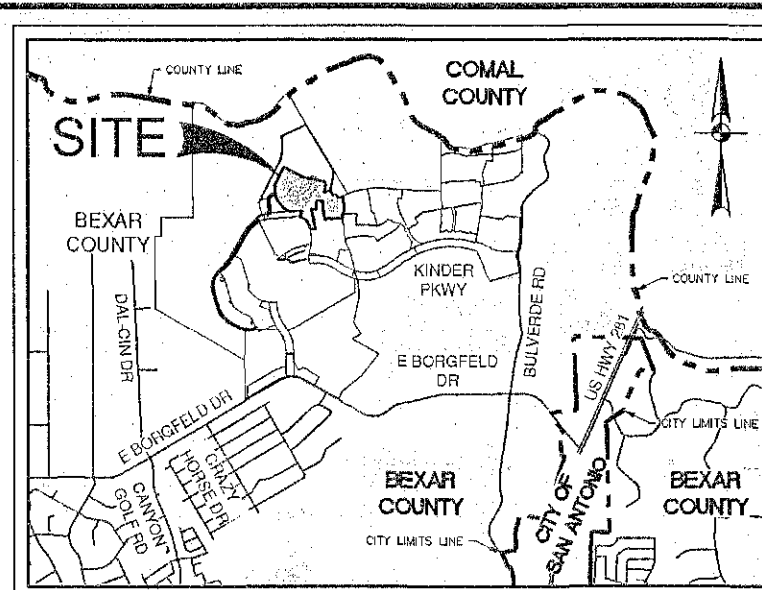 COUNTY LINE
COMAL
COUNTY
SITE
BEXAR
COUNTY
DAL-CIN DR
KINDER
PKWY
BULVERDE RD
COUNTY LINE
US HWY 281
E BORGFELD
DR
E BORGFELD DR
CITY LIMITS LINE
CRAZY
HORSE DR
CANYON
GOLF RD
BEXAR
COUNTY
CITY OF
SAN ANTONIO
BEXAR
COUNTY
CITY LIMITS LINE